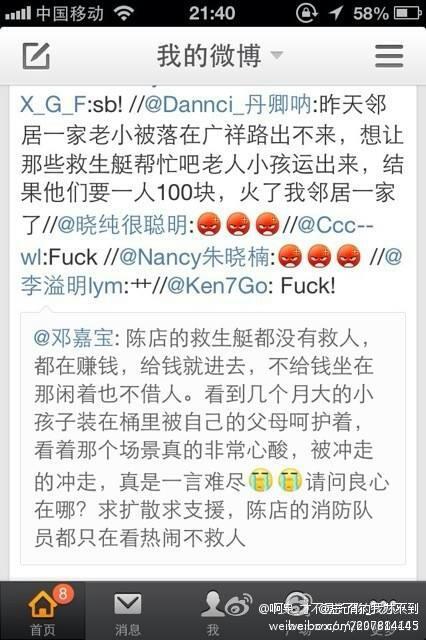 中国移动 21:40 58%
我的微博
X_G_F:sb! //@Dannci_丹卿呐:昨天邻
居一家老小被落在广祥路出不来，想让
那些救生艇帮忙吧老人小孩运出来，结
果他们要一人100块，火了我邻居一家
了//@晓纯很聪明: //@Ccc--
wl:Fuck //@Nancy朱晓楠: //@
李溢明lym:艹//@Ken7Go: Fuck!
@邓嘉宝: 陈店的救生艇都没有救人，
都在赚钱，给钱就进去，不给钱坐在
那闲着也不借人。看到几个月大的小
孩子装在桶里被自己的父母呵护着，
看着那个场景真的非常心酸，被冲走
的冲走，真是一言难尽 请问良心
在哪？求扩散求支援，陈店的消防队
员都只在看热闹不救人
8
首页 消息 我